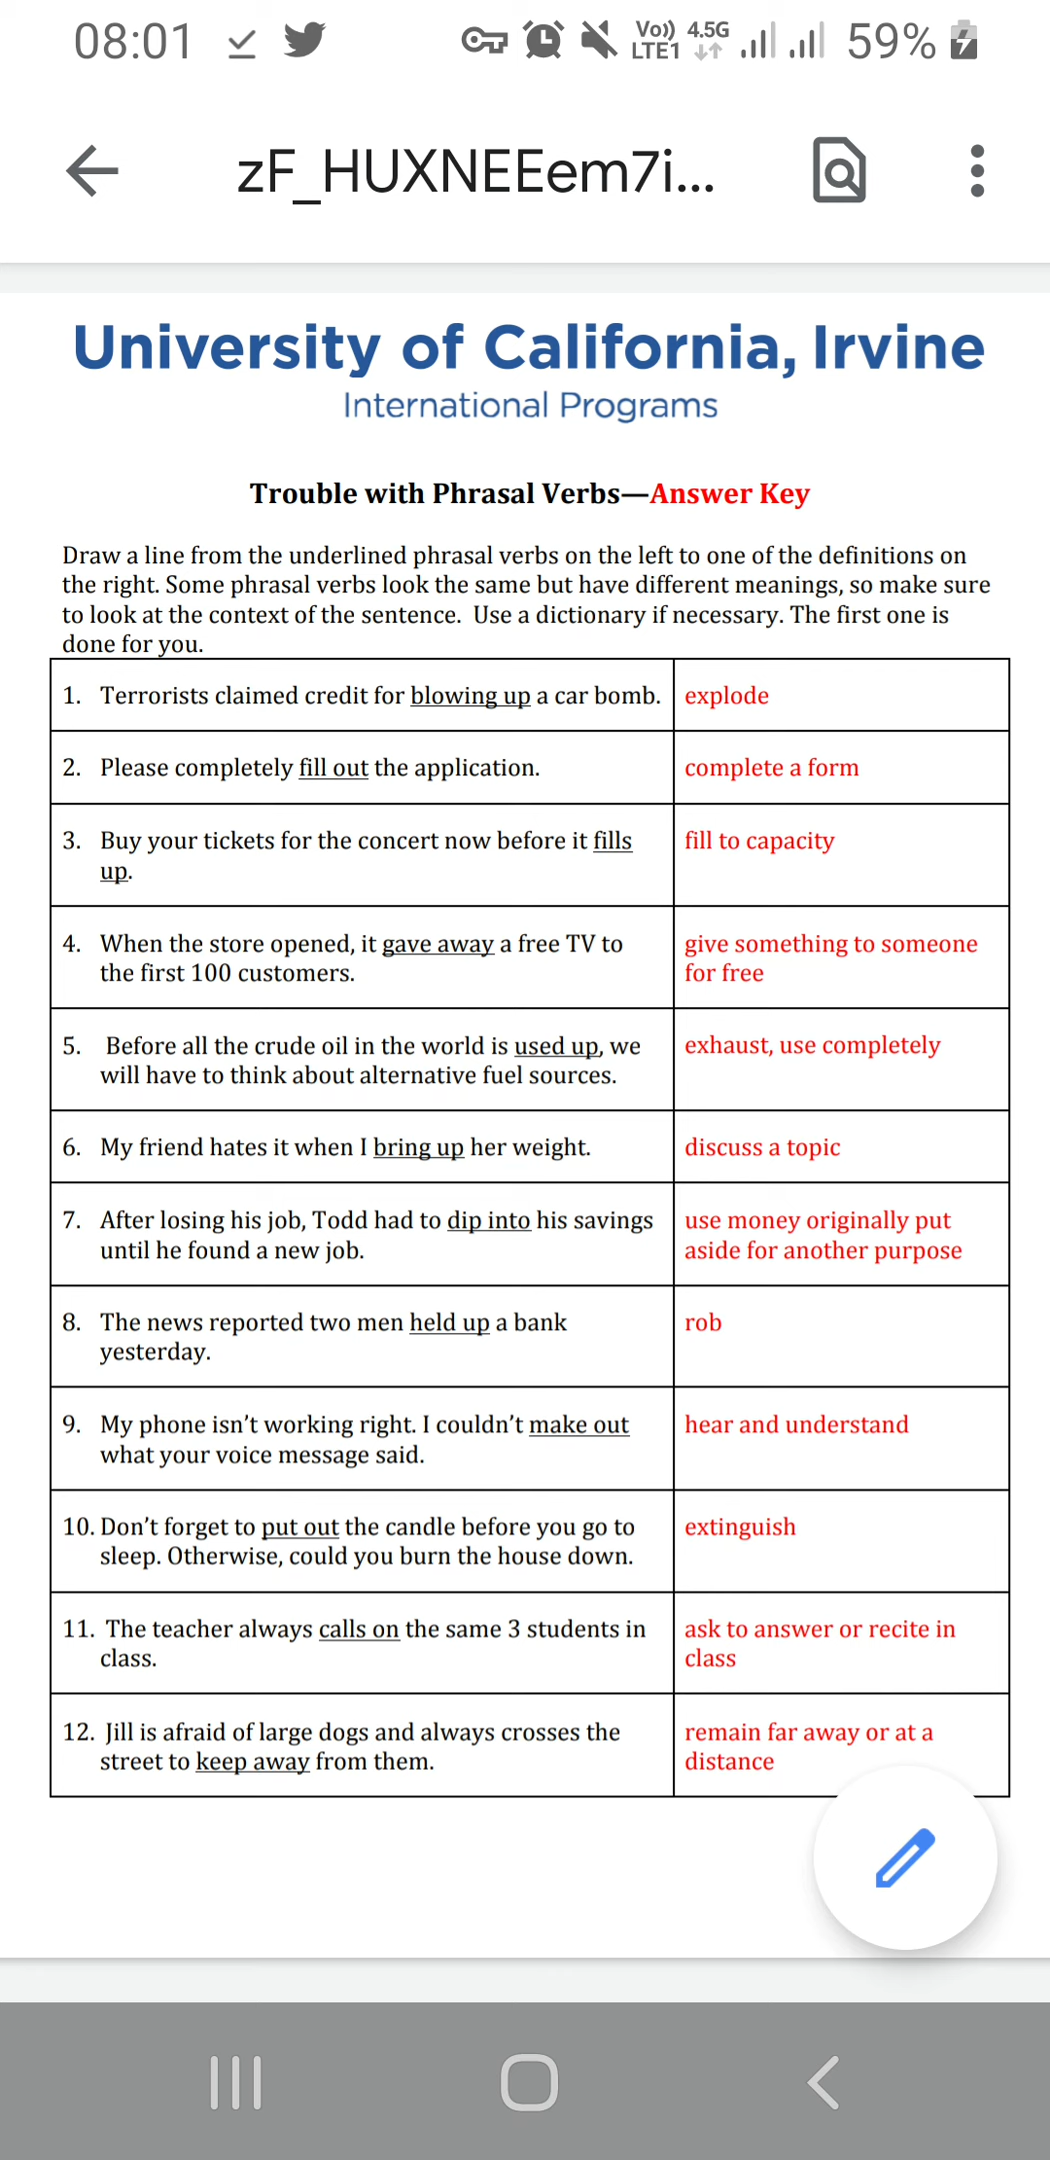 08:01 Vo)) LTE1 4.5G 59%
zF_HUXNEEem7i...
University of California, Irvine
International Programs
Trouble with Phrasal Verbs—Answer Key
Draw a line from the underlined phrasal verbs on the left to one of the definitions on
the right. Some phrasal verbs look the same but have different meanings, so make sure
to look at the context of the sentence.  Use a dictionary if necessary. The first one is
done for you.
1. Terrorists claimed credit for blowing up a car bomb. explode
2. Please completely fill out the application. complete a form
3. Buy your tickets for the concert now before it fills fill to capacity
up.
4. When the store opened, it gave away a free TV to give something to someone
the first 100 customers. for free
5. Before all the crude oil in the world is used up, we exhaust, use completely
will have to think about alternative fuel sources.
6. My friend hates it when I bring up her weight. discuss a topic
7. After losing his job, Todd had to dip into his savings use money originally put
until he found a new job. aside for another purpose
8. The news reported two men held up a bank rob
yesterday.
9. My phone isn’t working right. I couldn’t make out hear and understand
what your voice message said.
10. Don’t forget to put out the candle before you go to extinguish
sleep. Otherwise, could you burn the house down.
11. The teacher always calls on the same 3 students in ask to answer or recite in
class. class
12. Jill is afraid of large dogs and always crosses the remain far away or at a
street to keep away from them. distance